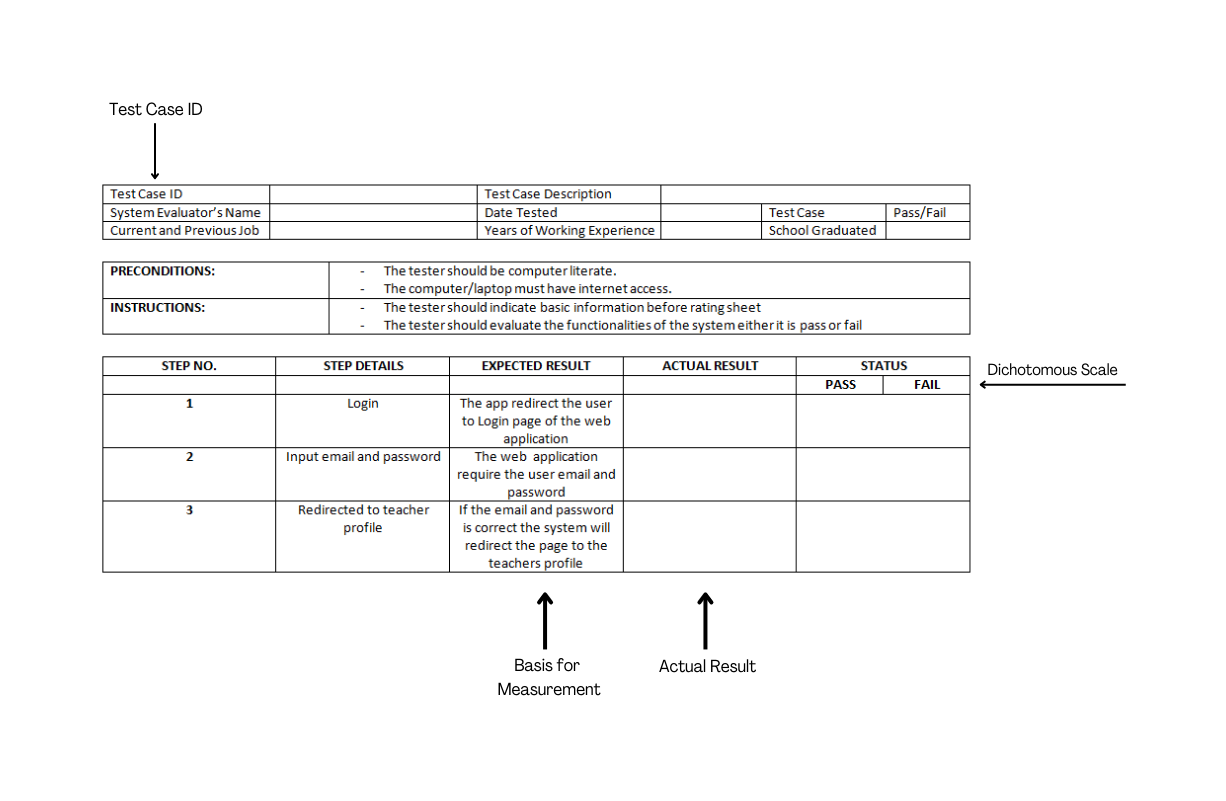 Test Case ID
Test Case ID Test Case Description
System Evaluator's Name Date Tested Test Case Pass/Fail
Current and Previous Job Years of Working Experience School Graduated
PRECONDITIONS: - The tester should be computer literate.
- The computer/laptop must have internet access.
INSTRUCTIONS: - The tester should indicate basic information before rating sheet
- The tester should evaluate the functionalities of the system either it is pass or fail
STEP NO. STEP DETAILS EXPECTED RESULT ACTUAL RESULT STATUS
Dichotomous Scale
PASS FAIL
1 Login The app redirect the user
to Login page of the web
application
2 Input email and password The web application
require the user email and
password
3 Redirected to teacher If the email and password
profile is correct the system will
redirect the page to the
teachers profile
Basis for
Measurement
Actual Result